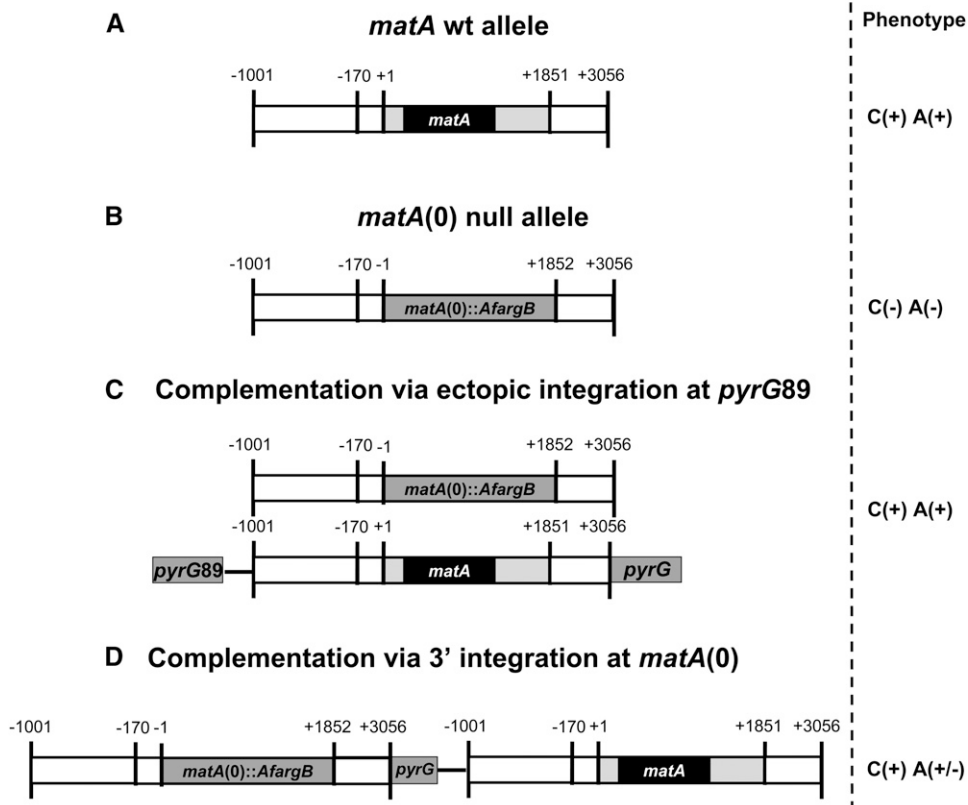 A matA wt allele Phenotype
-1001 -170 +1 +1851 +3056
matA C(+) A(+)
B matA(0) null allele
-1001 -170 -1 +1852 +3056
matA(0)::AfargB C(-) A(-)
C Complementation via ectopic integration at pyrG89
-1001 -170 -1 +1852 +3056
matA(0)::AfargB
C(+) A(+)
-1001 -170 +1 +1851 +3056
pyrG89 matA pyrG
D Complementation via 3' integration at matA(0)
-1001 -170 -1 +1852 +3056 -1001 -170 +1 +1851 +3056
matA(0)::AfargB pyrG matA C(+) A(+/-)